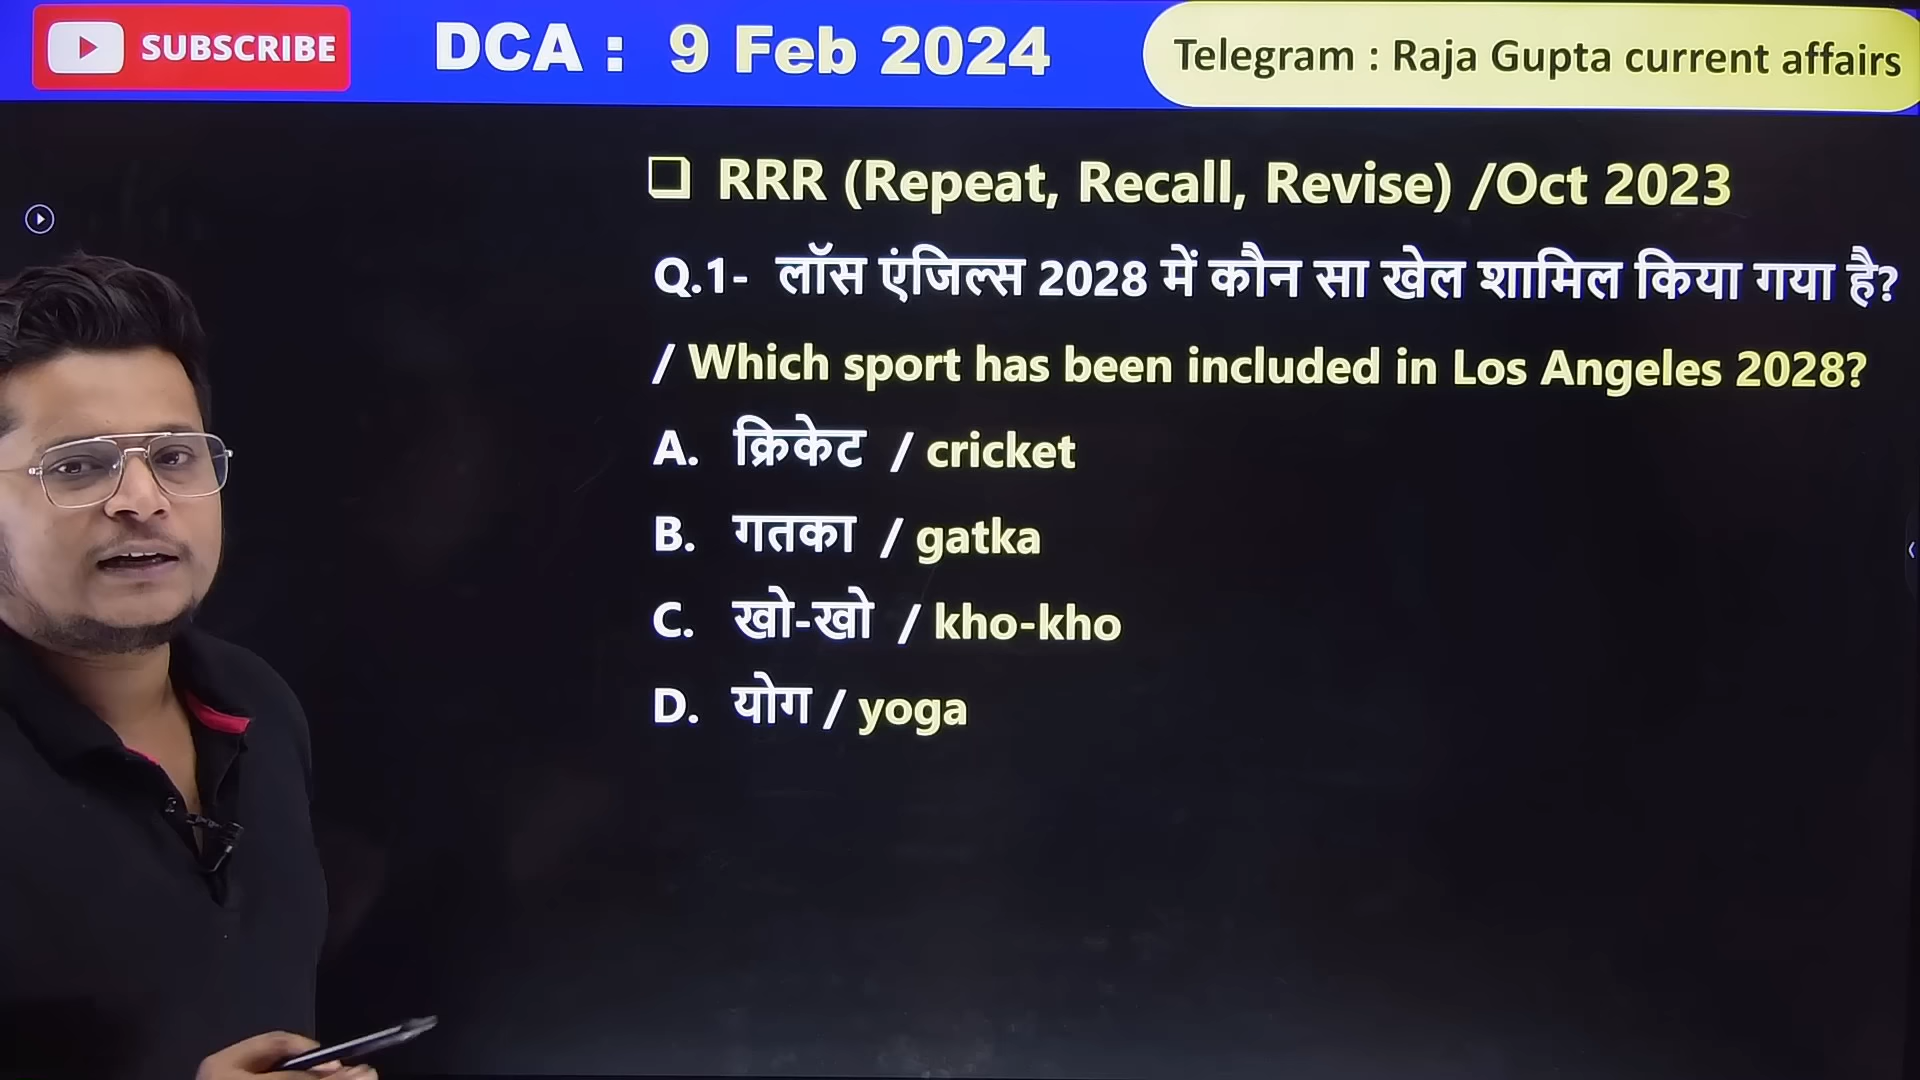 SUBSCRIBE
DCA : 9 Feb 2024
Telegram : Raja Gupta current affairs
❑ RRR (Repeat, Recall, Revise) /Oct 2023
Q.1- लॉस एंजिल्स 2028 में कौन सा खेल शामिल किया गया है?
/ Which sport has been included in Los Angeles 2028?
A. क्रिकेट / cricket
B. गतका / gatka
C. खो-खो / kho-kho
D. योग / yoga